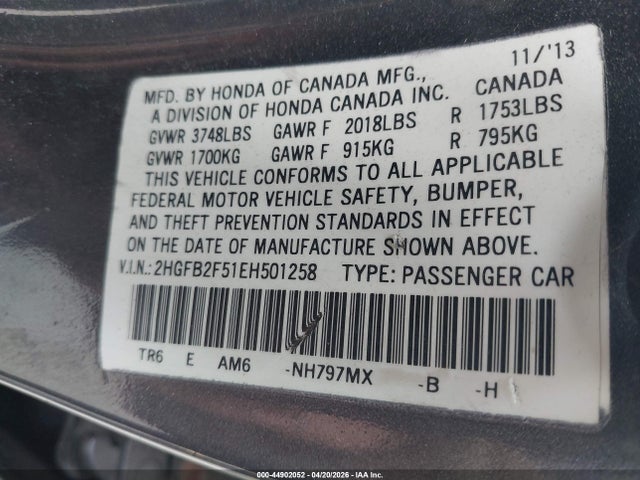 11/'13
MFD. BY HONDA OF CANADA MFG., CANADA
A DIVISION OF HONDA CANADA INC.
GVWR 3748LBS GAWR F 2018LBS R 1753LBS
GVWR 1700KG GAWR F 915KG R 795KG
THIS VEHICLE CONFORMS TO ALL APPLICABLE
FEDERAL MOTOR VEHICLE SAFETY, BUMPER,
AND THEFT PREVENTION STANDARDS IN EFFECT
ON THE DATE OF MANUFACTURE SHOWN ABOVE.
V.I.N.: 2HGFB2F51EH501258 TYPE: PASSENGER CAR
TR6 E AM6 -NH797MX -B -H
000-44902052 - 04/20/2026 - IAA Inc.